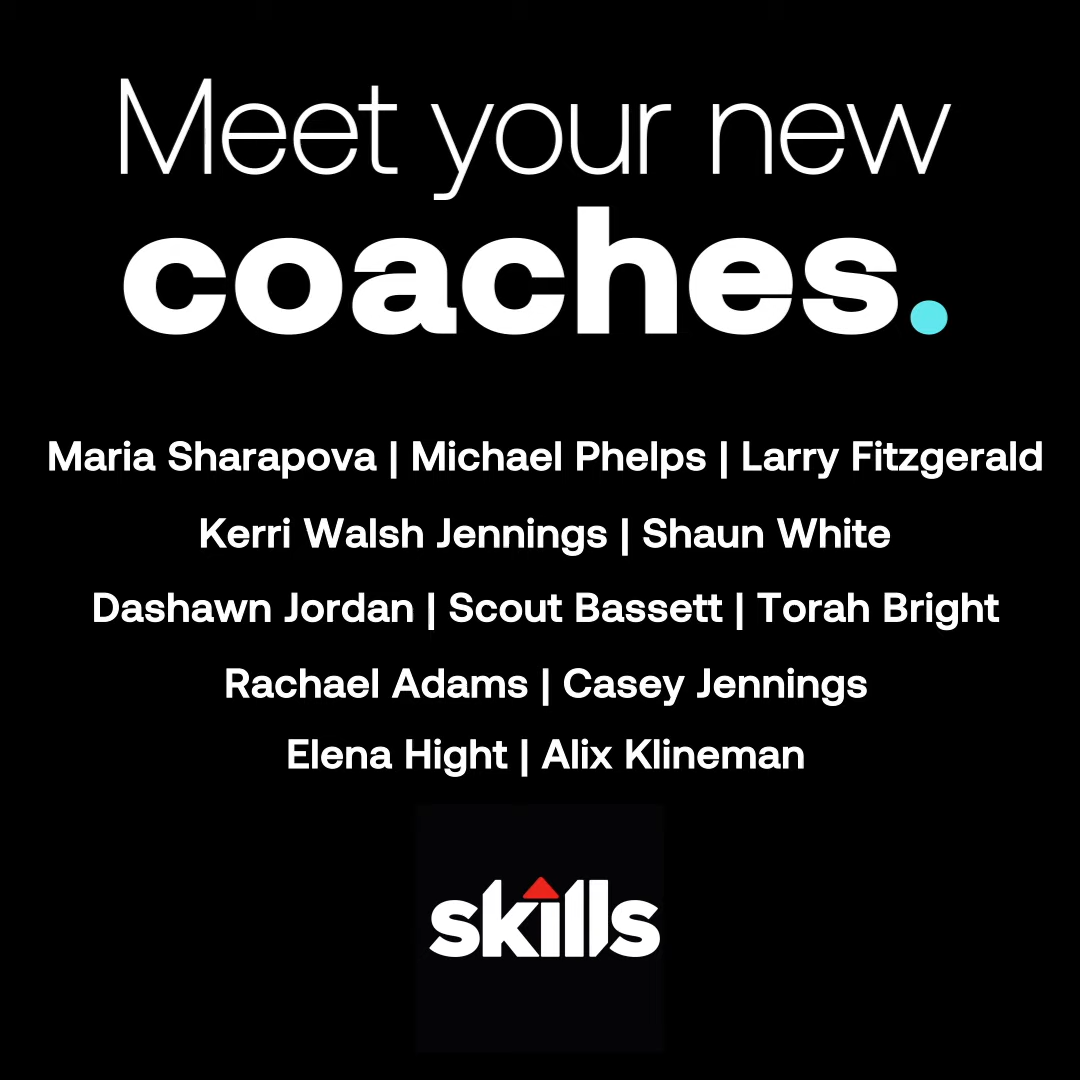 Meet your new
coaches.
Maria Sharapova | Michael Phelps | Larry Fitzgerald
Kerri Walsh Jennings | Shaun White
Dashawn Jordan | Scout Bassett | Torah Bright
Rachael Adams | Casey Jennings
Elena Hight | Alix Klineman
skills